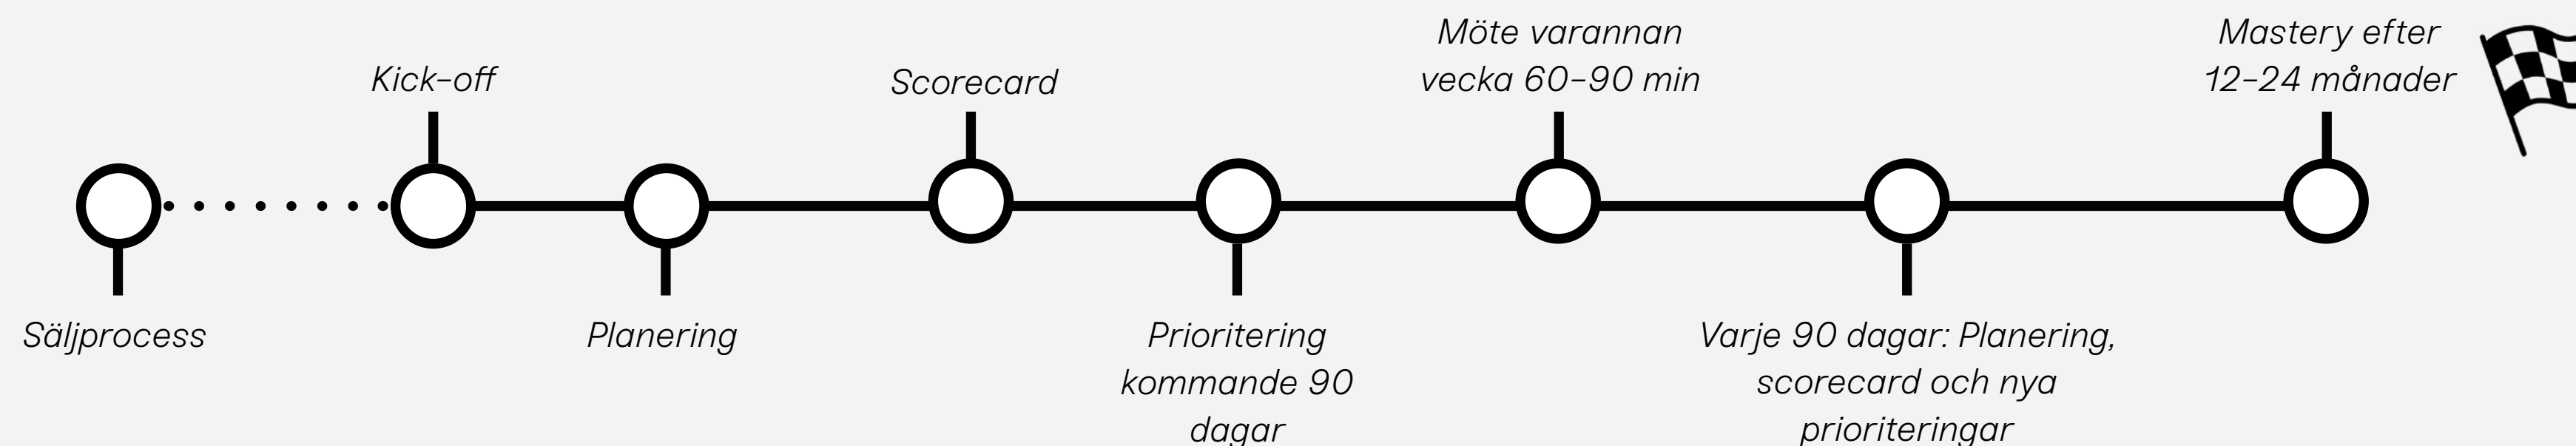 Säljprocess
Kick-off
Planering
Scorecard
Prioritering
kommande 90
dagar
Möte varannan
vecka 60-90 min
Varje 90 dagar: Planering,
scorecard och nya
prioriteringar
Mastery efter
12-24 månader